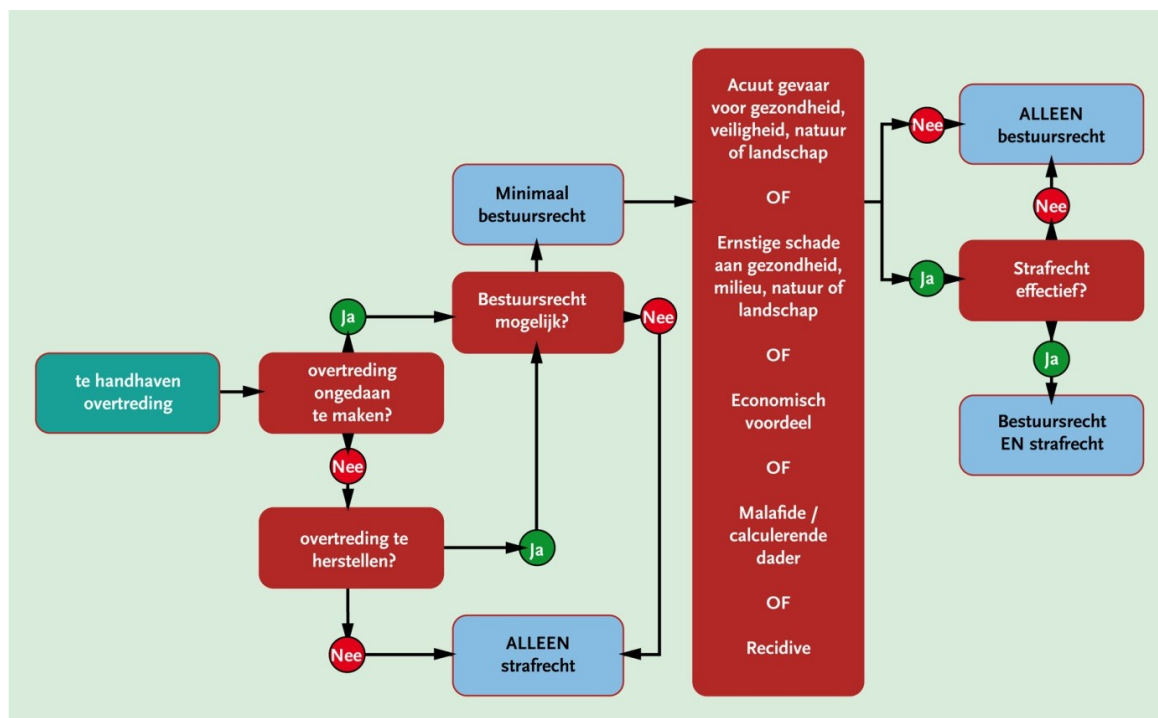 te handhaven
overtreding
overtreding
ongedaan
te maken?
Ja
Nee
overtreding te
herstellen?
Ja
Nee
Bestuursrecht
mogelijk?
Nee
Minimaal
bestuursrecht
ALLEEN
strafrecht
Acuut gevaar
voor gezondheid,
veiligheid, natuur
of landschap
OF
Ernstige schade
aan gezondheid,
milieu, natuur of
landschap
OF
Economisch
voordeel
OF
Malafide /
calculerende
dader
OF
Recidive
Nee
ALLEEN
bestuursrecht
Nee
Ja
Strafrecht
effectief?
Ja
Bestuursrecht
EN strafrecht